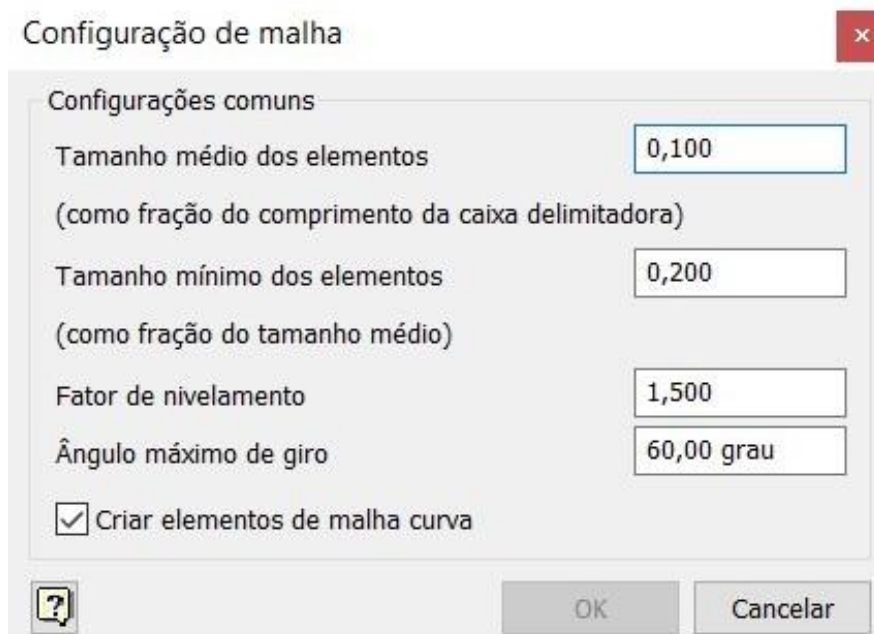 Configuração de malha
Configurações comuns
Tamanho médio dos elementos 0,100
(como fração do comprimento da caixa delimitadora)
Tamanho mínimo dos elementos 0,200
(como fração do tamanho médio)
Fator de nivelamento 1,500
Ângulo máximo de giro 60,00 grau
Criar elementos de malha curva
? OK Cancelar